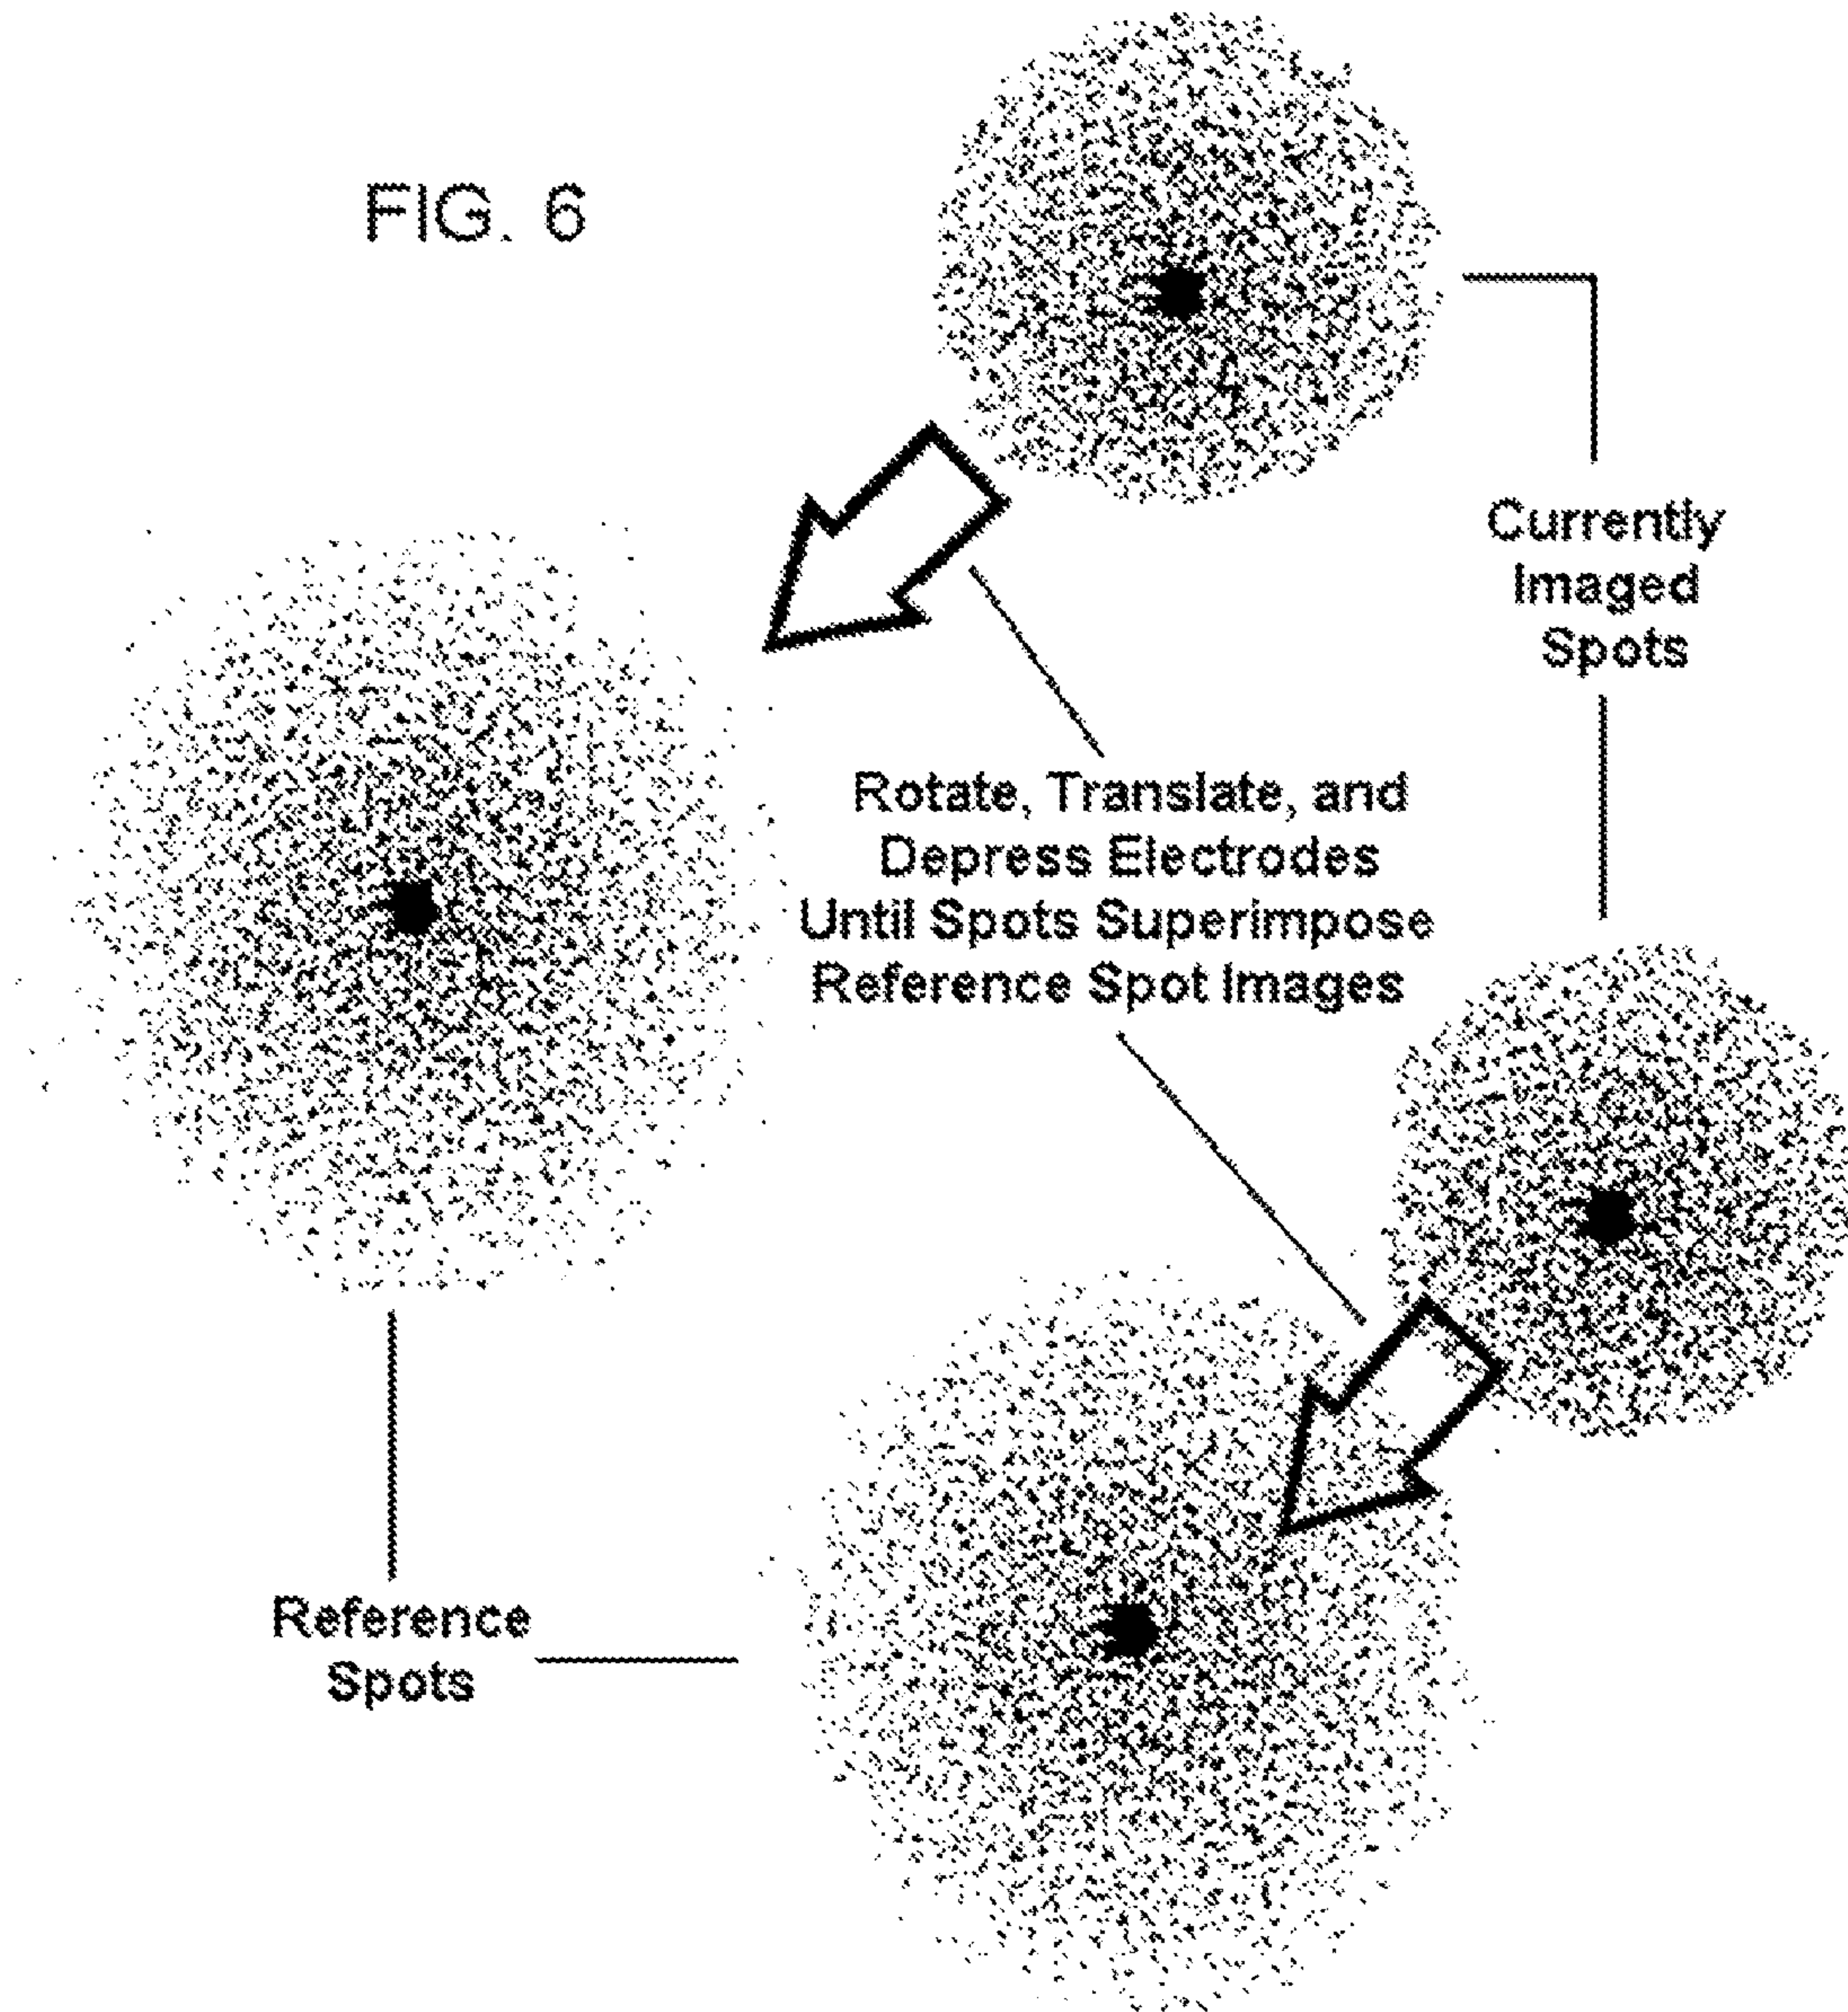 FIG. 6
Currently
Imaged
Spots
Rotate, Translate, and
Depress Electrodes
Until Spots Superimpose
Reference Spot Images
Reference
Spots